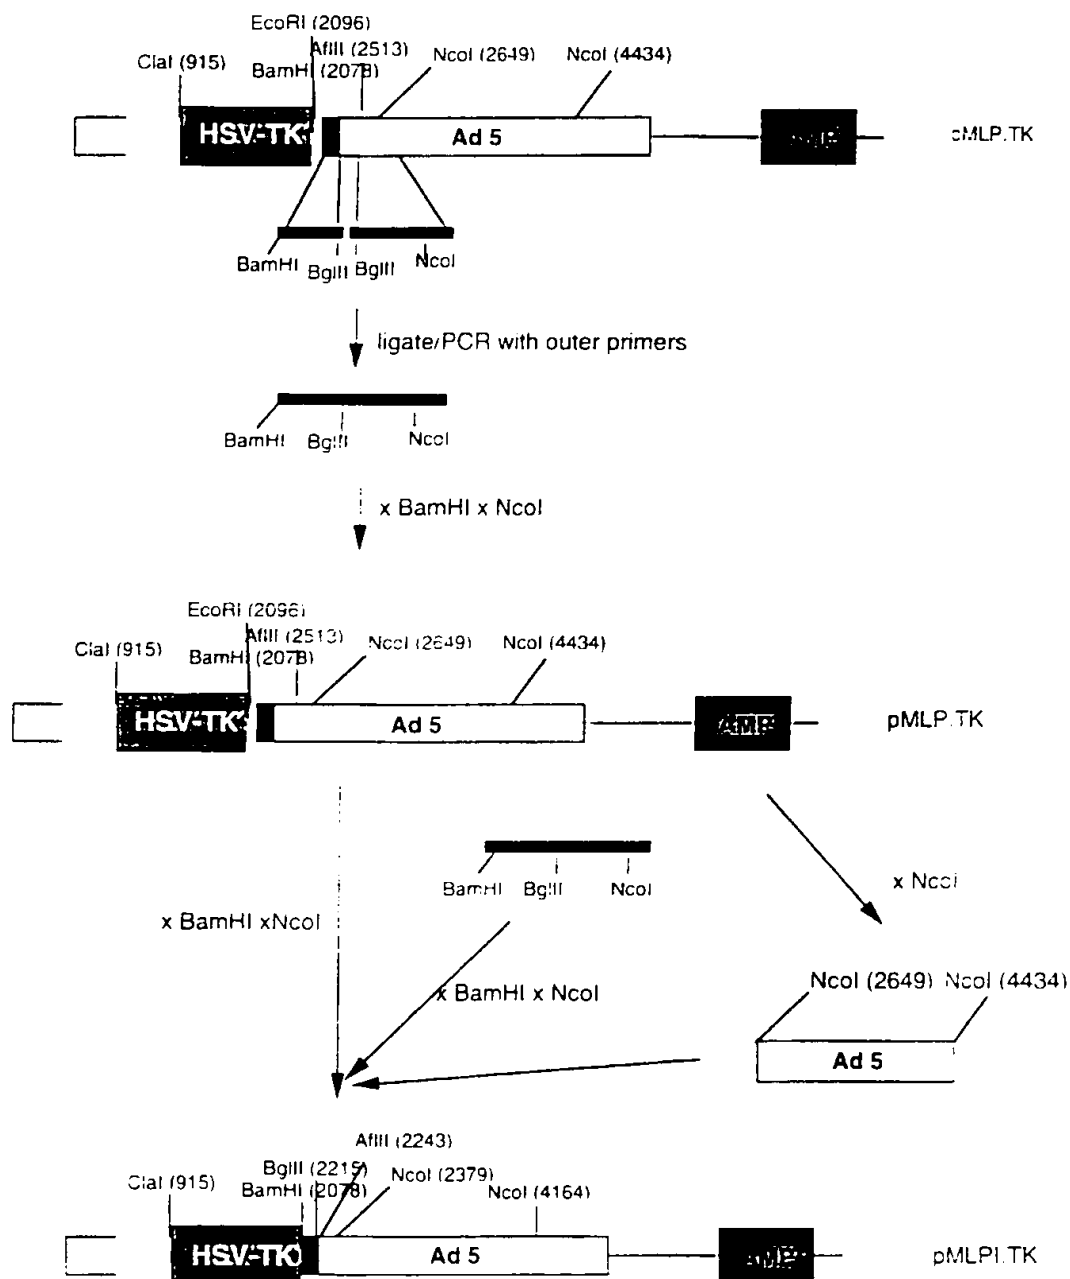 EcoRI (2096)
AflII (2513)
ClaI (915)
BamHI (2078)
NcoI (2649)
NcoI (4434)
HSV-TK
Ad 5
pMLP.TK
BamHI
BglII
BglII
NcoI
ligate/PCR with outer primers
BamHI
BglII
NcoI
x BamHI x NcoI
EcoRI (2096)
AflII (2513)
ClaI (915)
BamHI (2078)
NcoI (2649)
NcoI (4434)
HSV-TK
Ad 5
AMP
pMLP.TK
BamHI
BglII
NcoI
x NcoI
x BamHI xNcoI
x BamHI x NcoI
NcoI (2649)
NcoI (4434)
Ad 5
AflII (2243)
BglII (2215)
NcoI (2379)
ClaI (915)
BamHI (2078)
NcoI (4164)
HSV-TK
Ad 5
AMP
pMLPI.TK